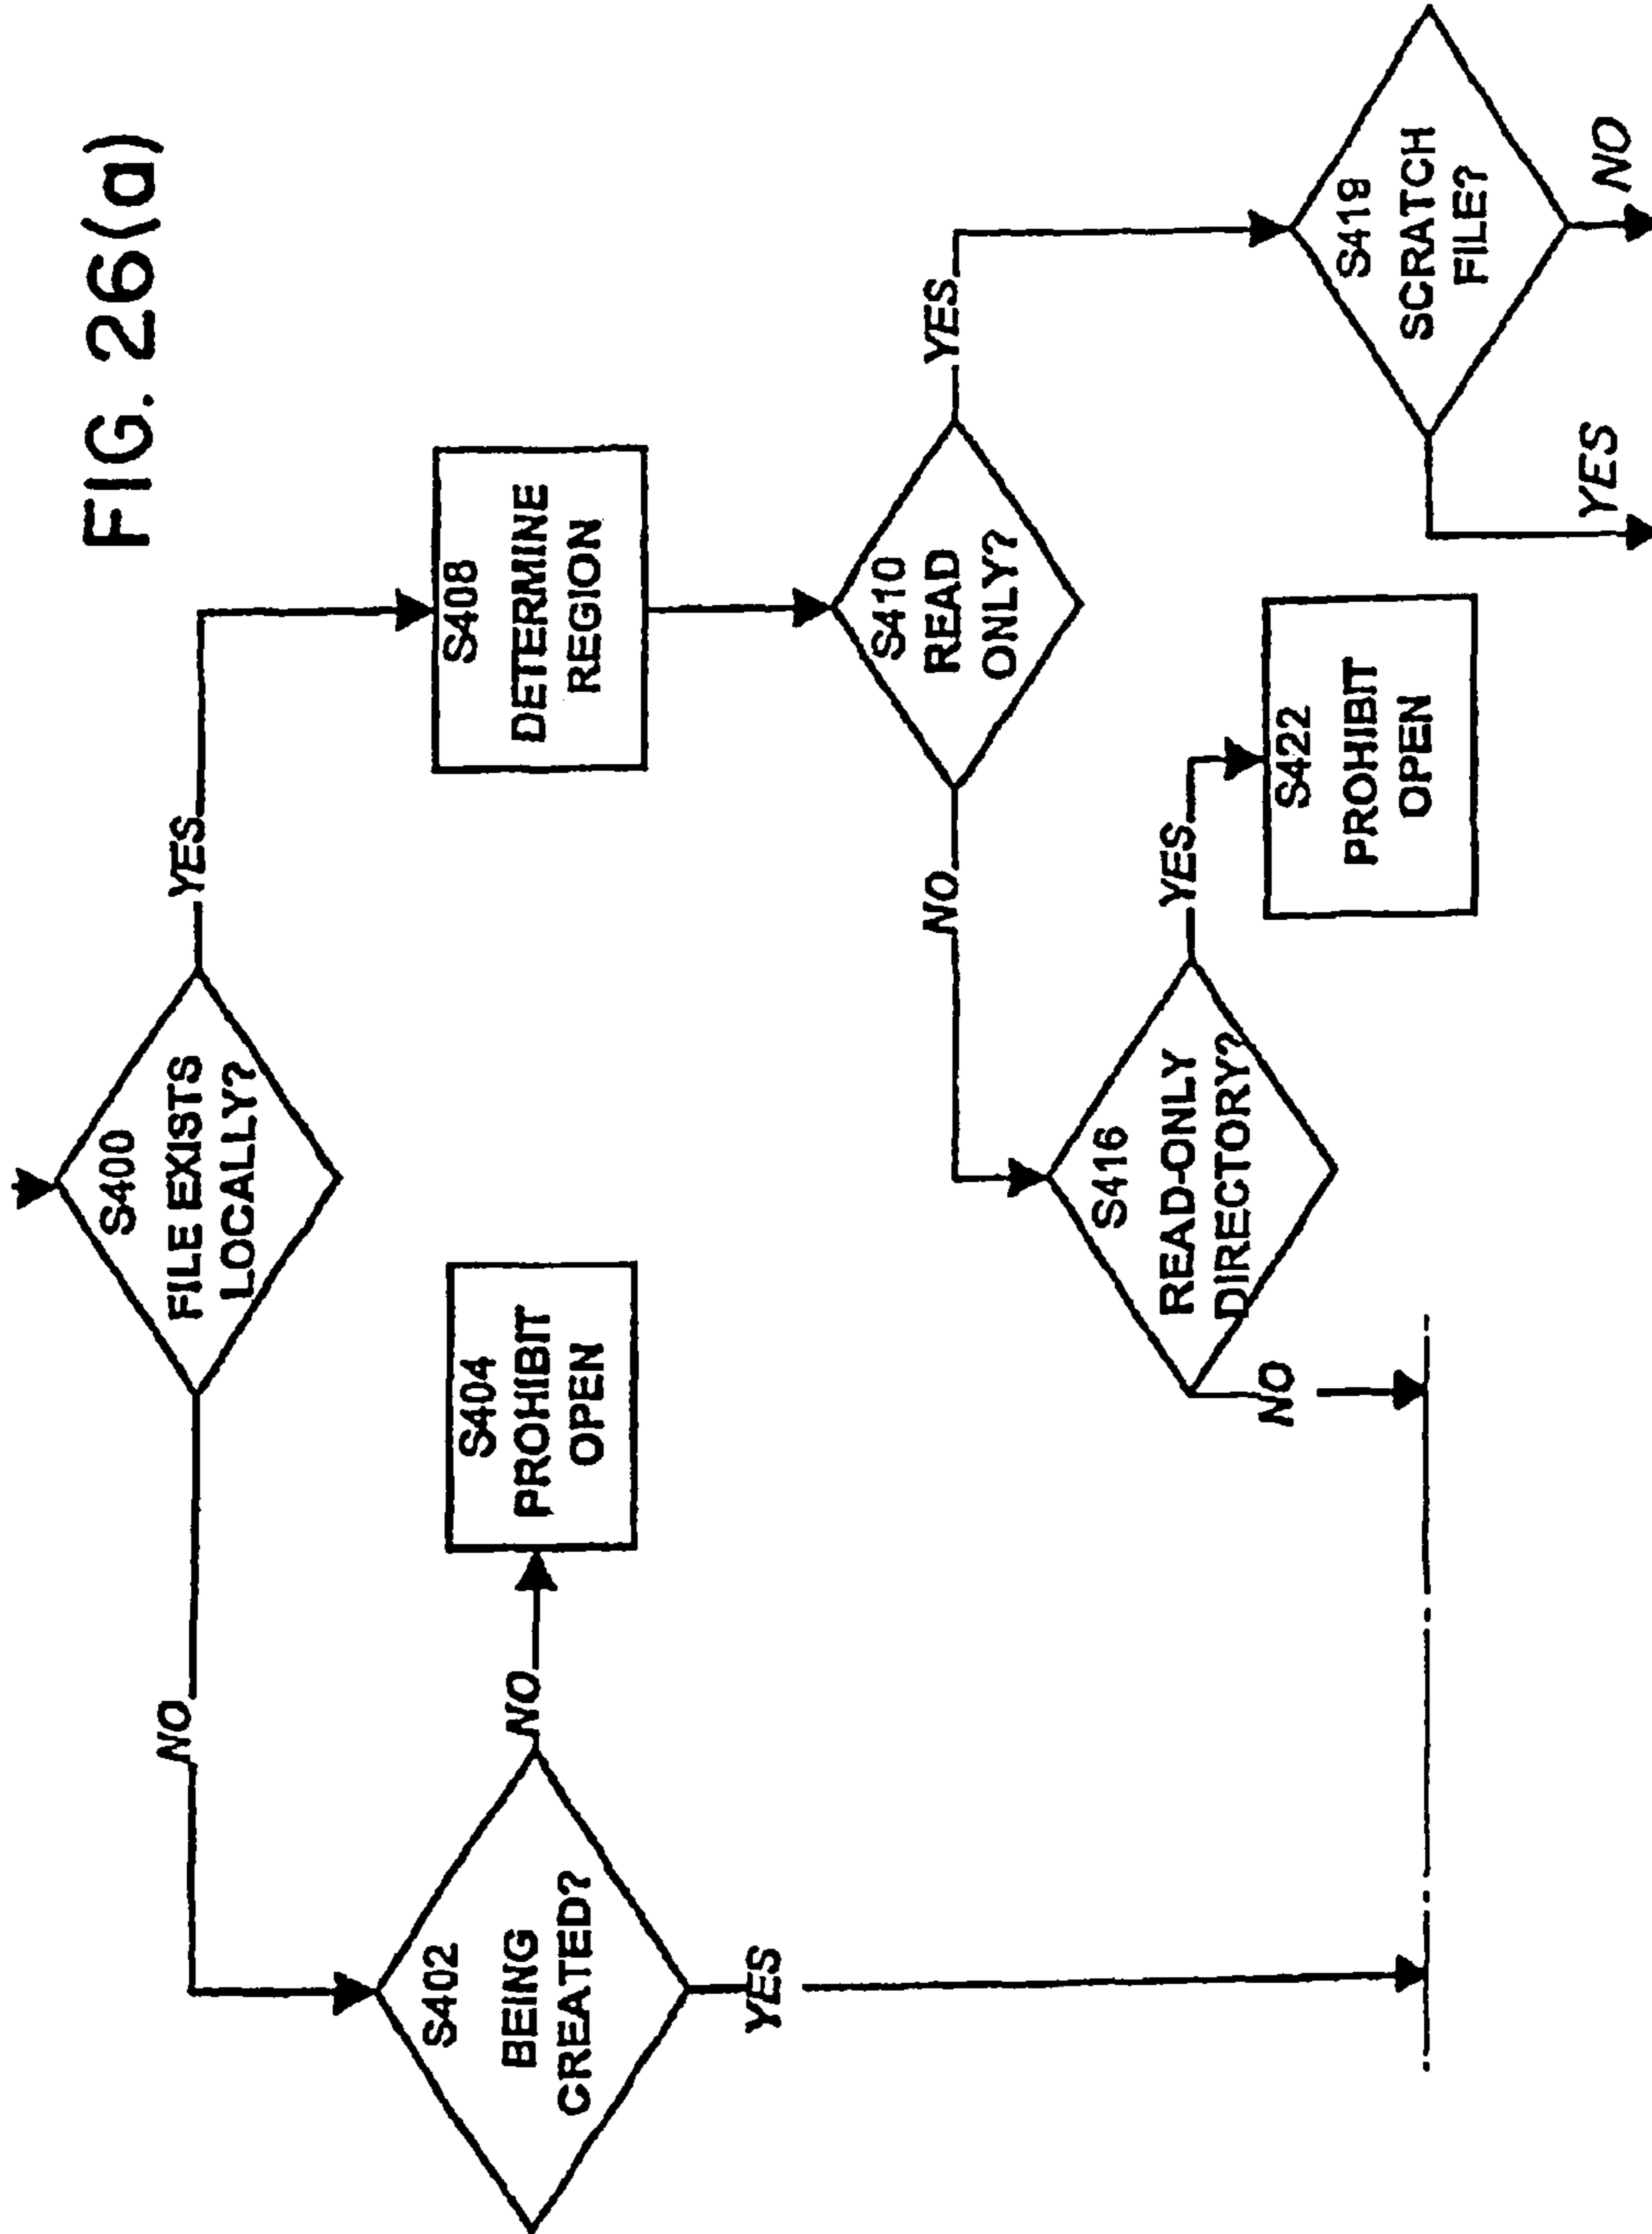 FIG. 26(a)
S400
FILE EXISTS
LOCALLY?
NO
YES
S402
BEING
CREATED?
NO
YES
S404
PROHIBIT
OPEN
S408
DETERMINE
REGION
S410
READ
ONLY?
NO
YES
S416
READ-ONLY
DIRECTORY?
NO
YES
S422
PROHIBIT
OPEN
S418
SCRATCH
FILE?
YES
NO